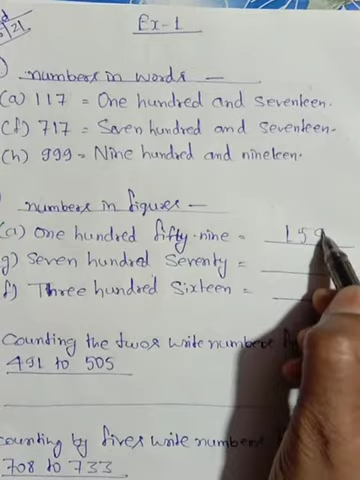 Ex-1
numbers in words —
(a) 117 = One hundred and seventeen.
(f) 717 = Seven hundred and seventeen.
(h) 999 = Nine hundred and nineteen.
numbers in figures —
(a) One hundred fifty-nine = 159
g) Seven hundred Seventy =
f) Three hundred Sixteen =
Counting the twos write numbers
491 to 505
counting by fives write numbers
708 to 733